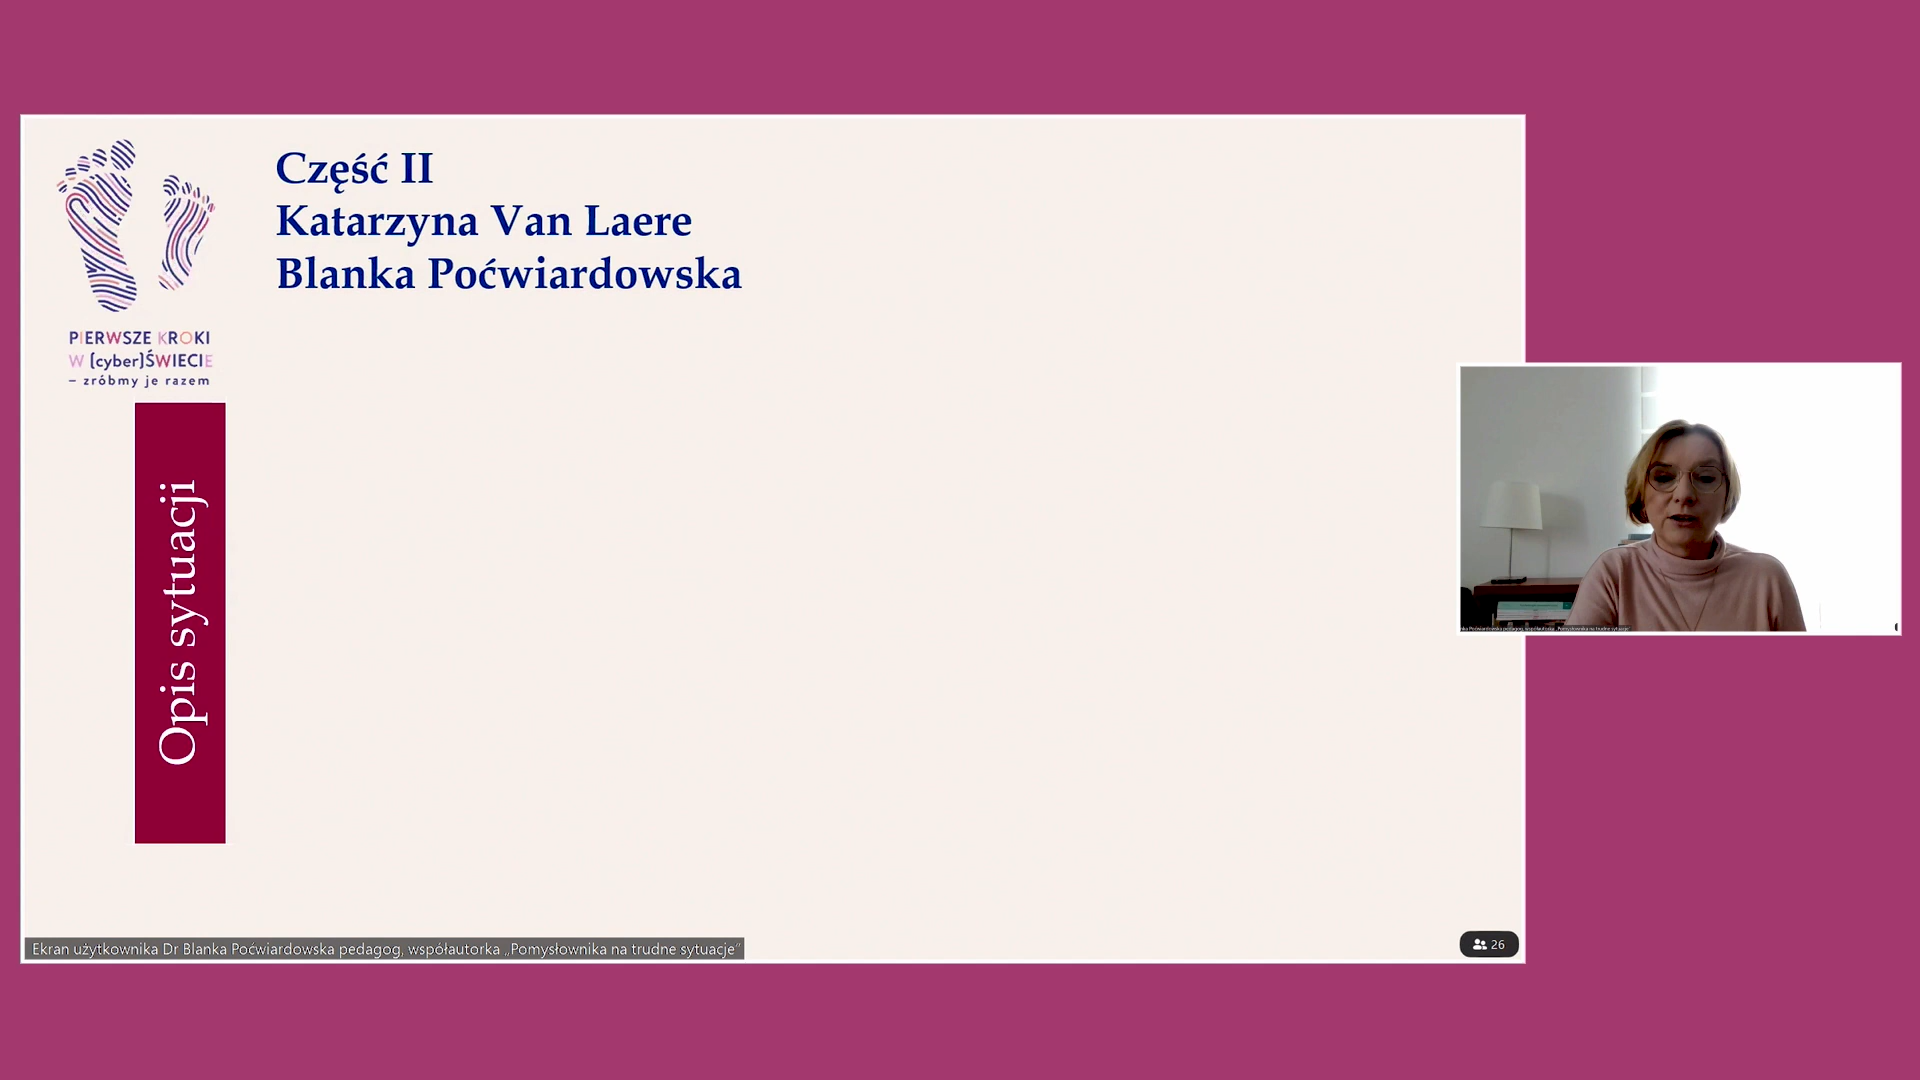 Część II
Katarzyna Van Laere
Blanka Poćwiardowska
PIERWSZE KROKI
W [cyber]ŚWIECIE
– zróbmy je razem
Opis sytuacji
Ekran użytkownika Dr Blanka Poćwiardowska pedagog, współautorka „Pomysłownika na trudne sytuacje”
26